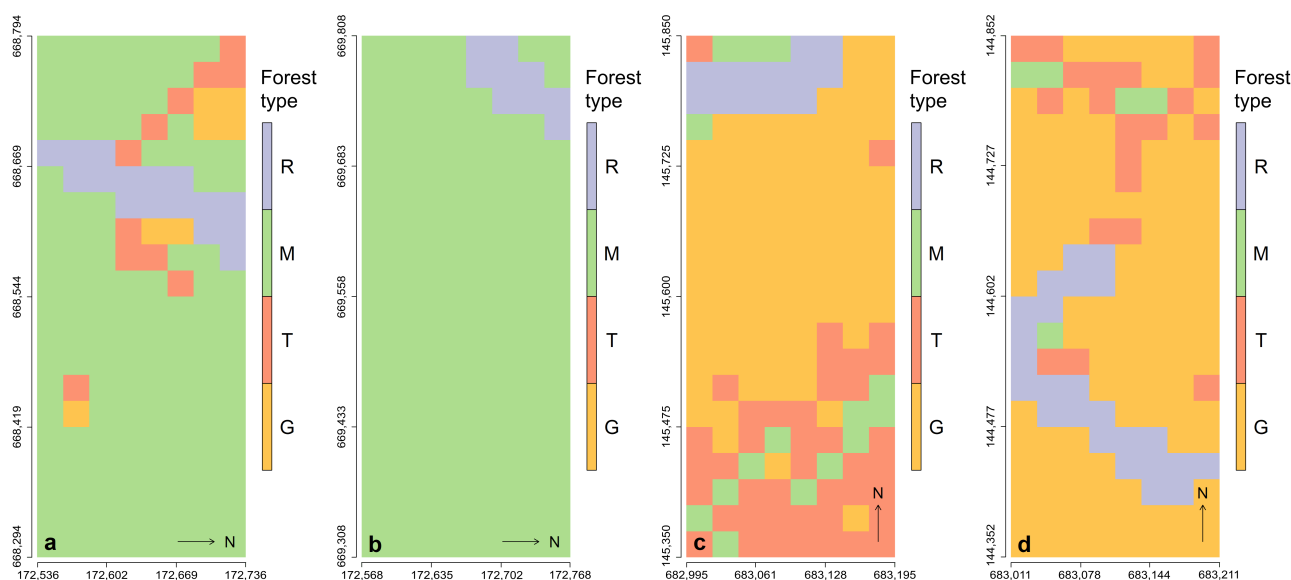 668,794
668,669
668,544
668,419
668,294
172,536
172,602
172,669
172,736
a
N
Forest
type
R
M
T
G
669,808
669,683
669,558
669,433
669,308
172,568
172,635
172,702
172,768
b
N
Forest
type
R
M
T
G
145,850
145,725
145,600
145,475
145,350
682,995
683,061
683,128
683,195
c
N
Forest
type
R
M
T
G
144,852
144,727
144,602
144,477
144,352
683,011
683,078
683,144
683,211
d
N
Forest
type
R
M
T
G